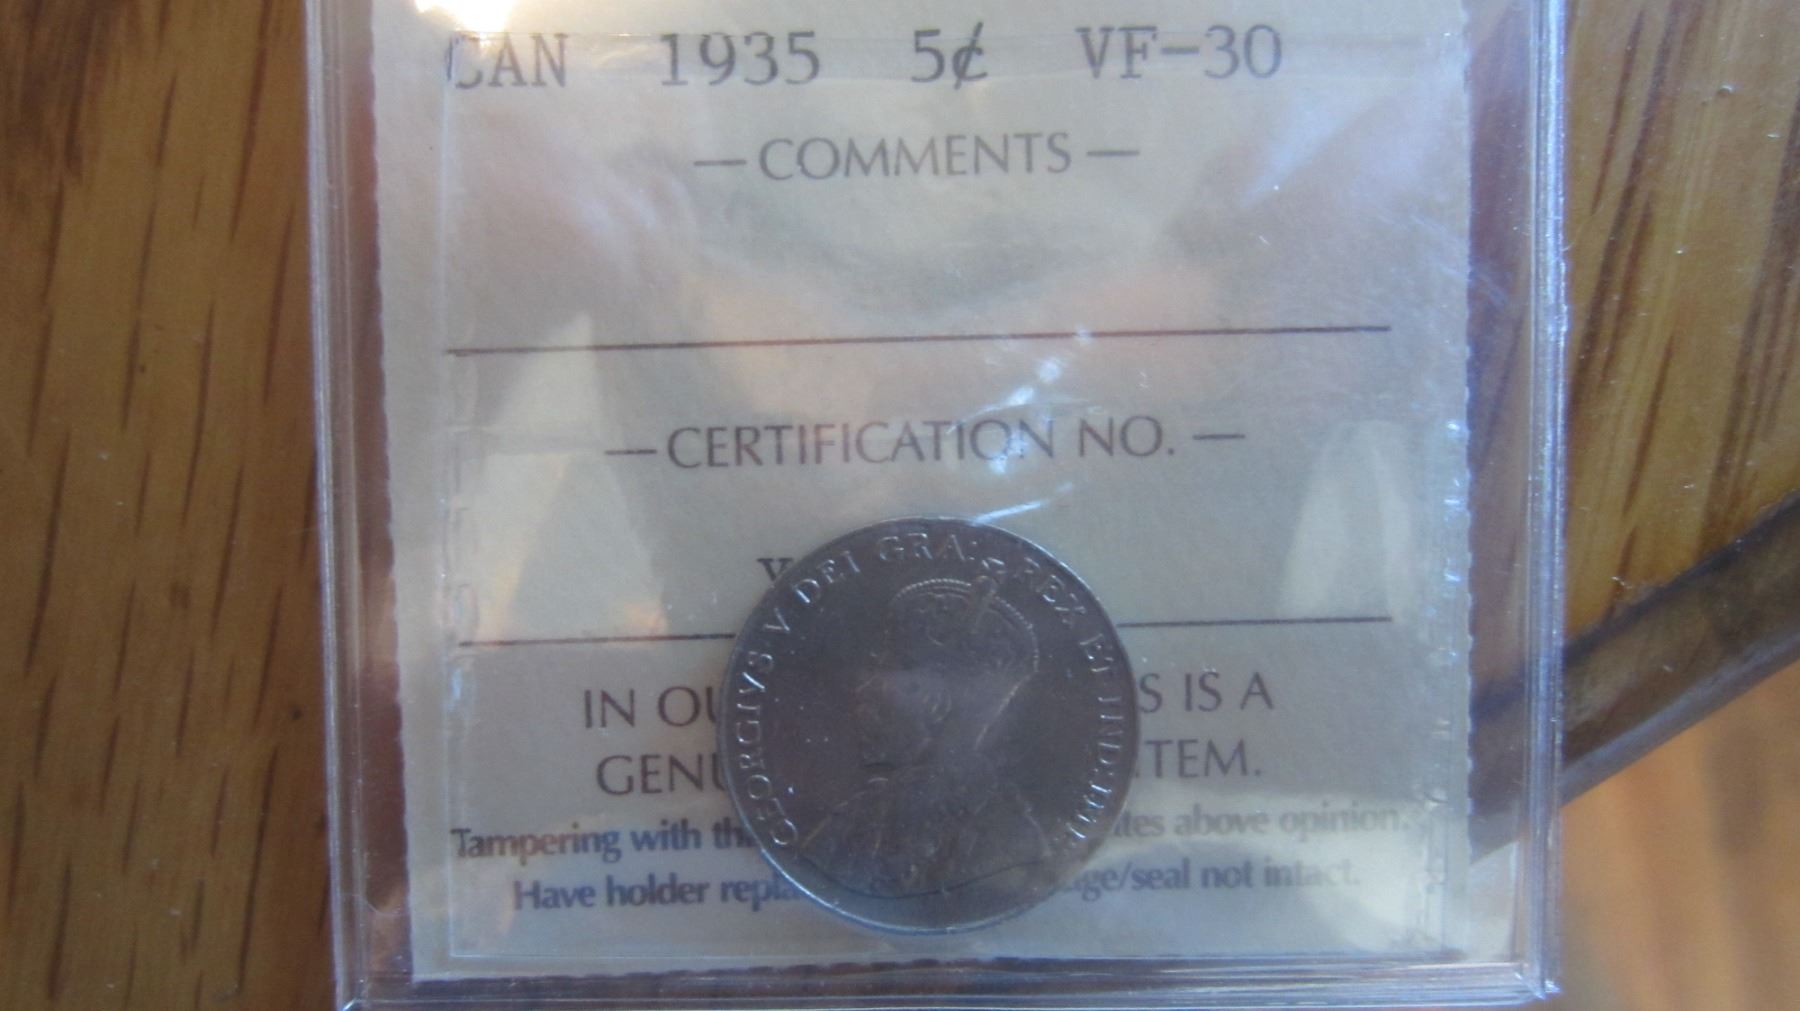 CAN 1935 5¢ VF-30
— COMMENTS —
— CERTIFICATION NO. —
GEORGIVS V DEI GRA: REX ET IND:IMP:
IN OU S IS A
GENU ITEM.
Tampering with th tes above opinion.
Have holder repla ge/seal not intact.